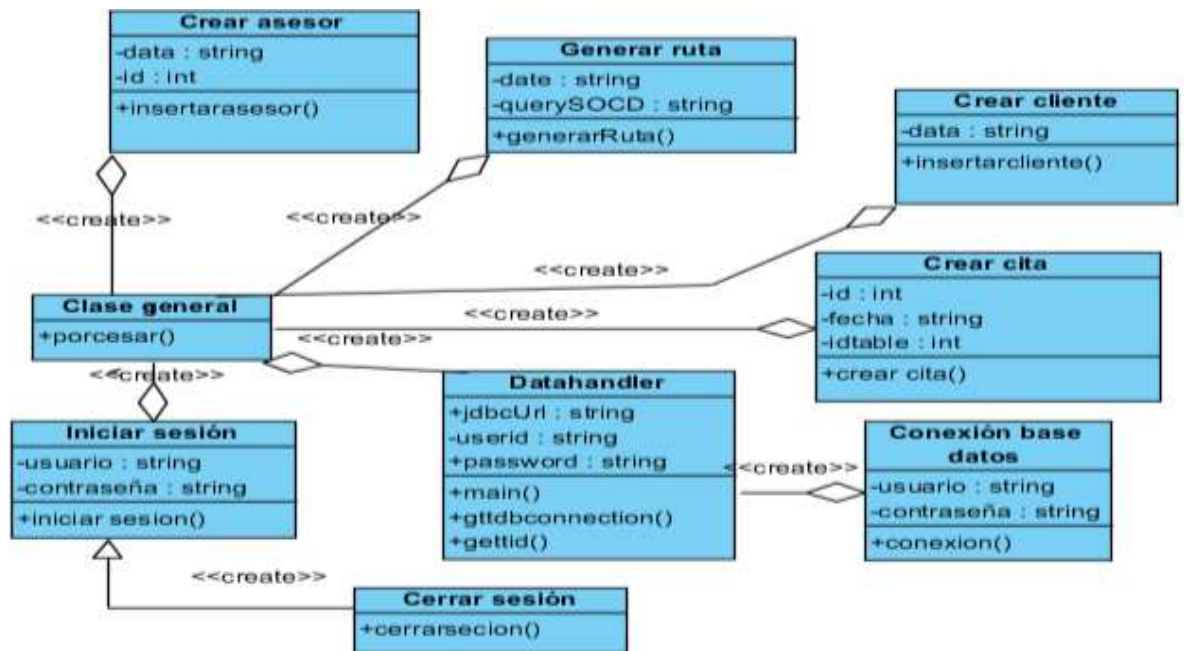 Crear asesor
-data : string
-id : int
+insertarasesor()
Generar ruta
-date : string
-querySOCD : string
+generarRuta()
Crear cliente
-data : string
+insertarcliente()
<<create>>
<<create>>
<<create>>
Crear cita
-id : int
-fecha : string
-idtable : int
+crear cita()
Clase general
+porcesar()
<<create>>
<<create>>
<<create>>
Datahandler
+jdbcUrl : string
-userid : string
+password : string
+main()
+gttdbconnection()
+gettid()
Iniciar sesión
-usuario : string
-contraseña : string
+iniciar sesion()
<<create>>
Conexión base
datos
-usuario : string
-contraseña : string
+conexion()
<<create>>
Cerrar sesión
+cerrarsecion()